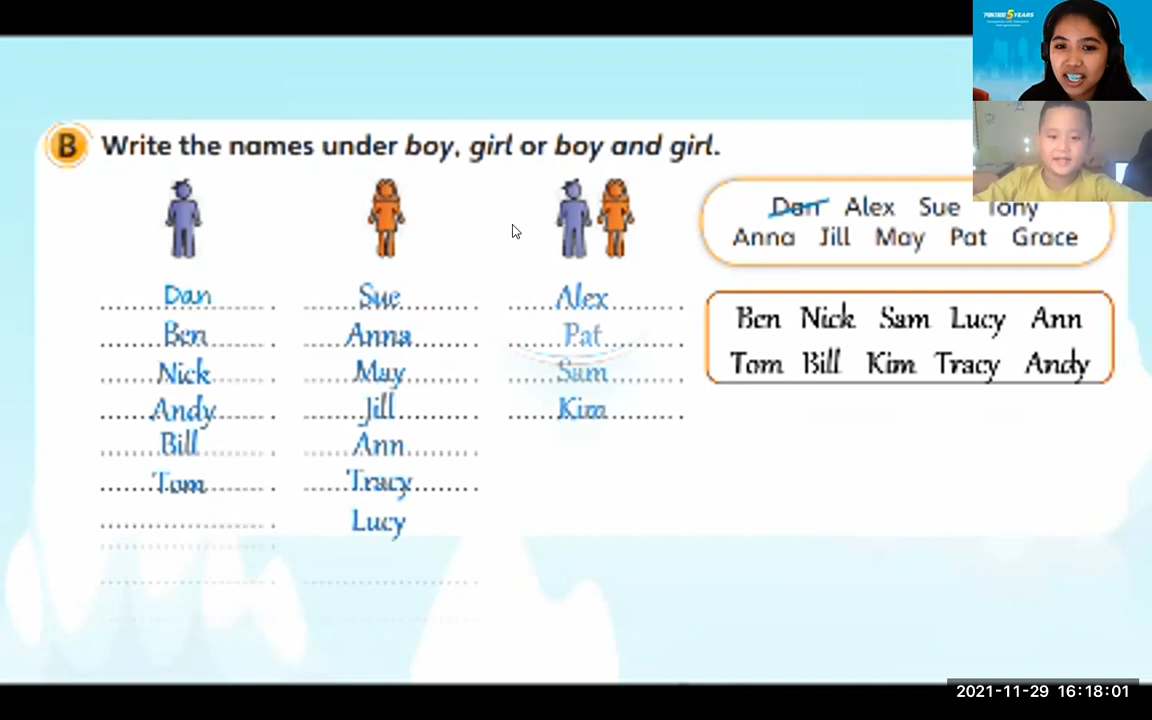 5 YEARS
B Write the names under boy, girl or boy and girl.
Dan Alex Sue Tony
Anna Jill May Pat Grace
Ben Nick Sam Lucy Ann
Tom Bill Kim Tracy Andy
Dan Sue Alex
Ben Anna Pat
Nick May Sam
Andy Jill Kim
Bill Ann
Tom Tracy
Lucy
2021-11-29 16:18:01